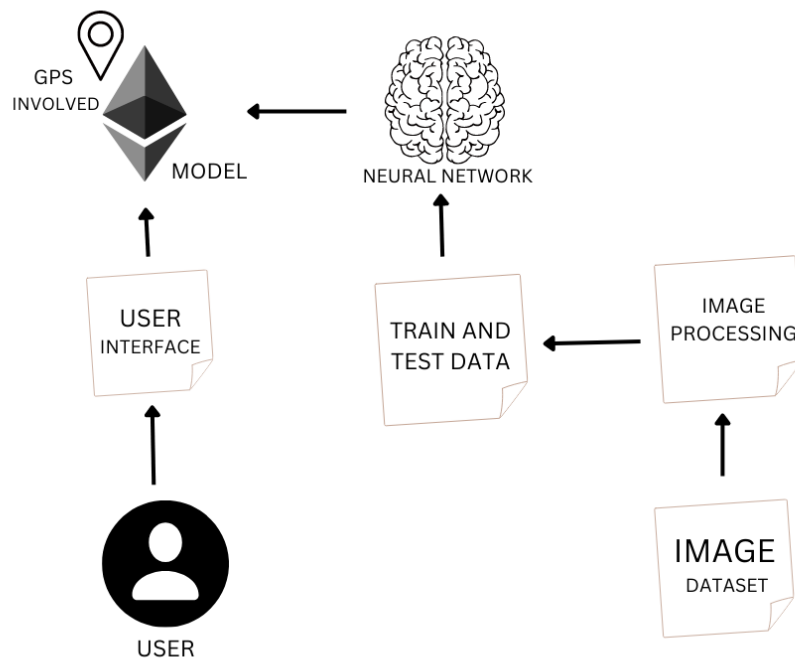 GPS
INVOLVED
MODEL
NEURAL NETWORK
USER
INTERFACE
TRAIN AND
TEST DATA
IMAGE
PROCESSING
IMAGE
DATASET
USER